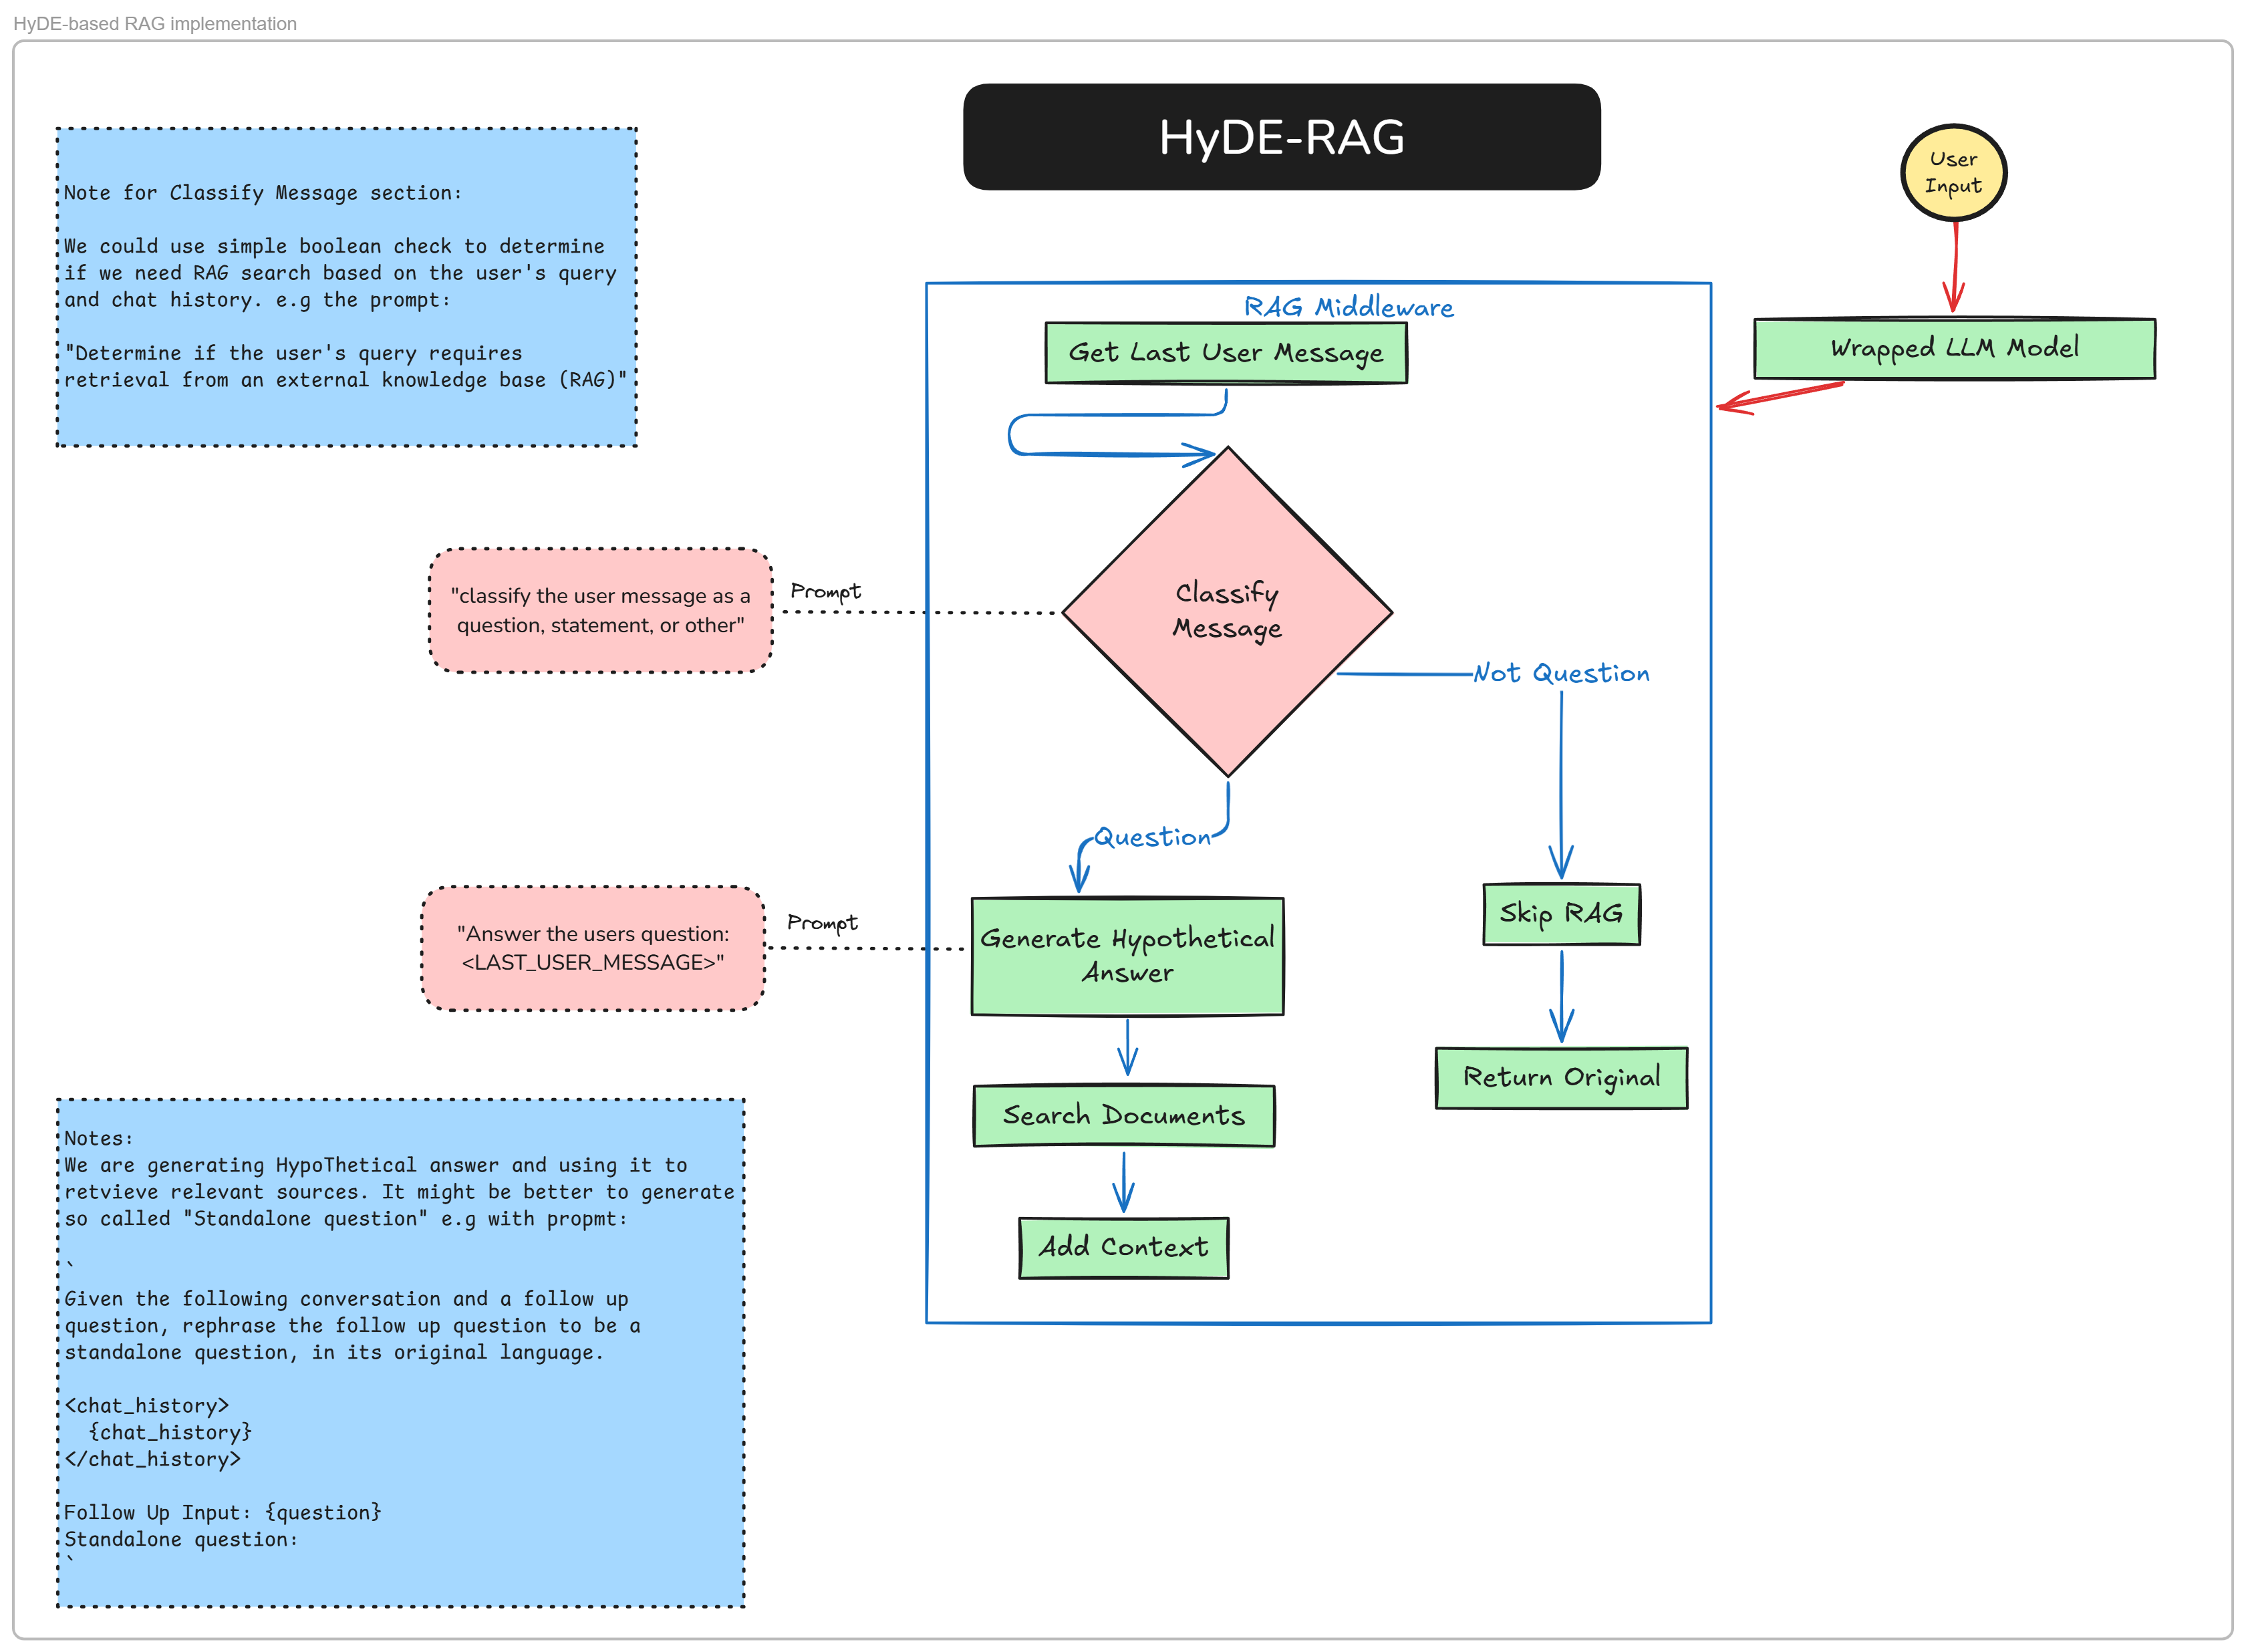 HyDE-based RAG implementation
HyDE-RAG
User
Input
Note for Classify Message section:
We could use simple boolean check to determine
if we need RAG search based on the user's query
and chat history. e.g the prompt:
"Determine if the user's query requires
retrieval from an external knowledge base (RAG)"
RAG Middleware
Get Last User Message
Wrapped LLM Model
"classify the user message as a
question, statement, or other"
Prompt
Classify
Message
Not Question
Question
"Answer the users question:
<LAST_USER_MESSAGE>"
Prompt
Generate Hypothetical
Answer
Skip RAG
Search Documents
Return Original
Add Context
Notes:
We are generating HypoThetical answer and using it to
retvieve relevant sources. It might be better to generate
so called "Standalone question" e.g with propmt:
`
Given the following conversation and a follow up
question, rephrase the follow up question to be a
standalone question, in its original language.
<chat_history>
  {chat_history}
</chat_history>
Follow Up Input: {question}
Standalone question:
`